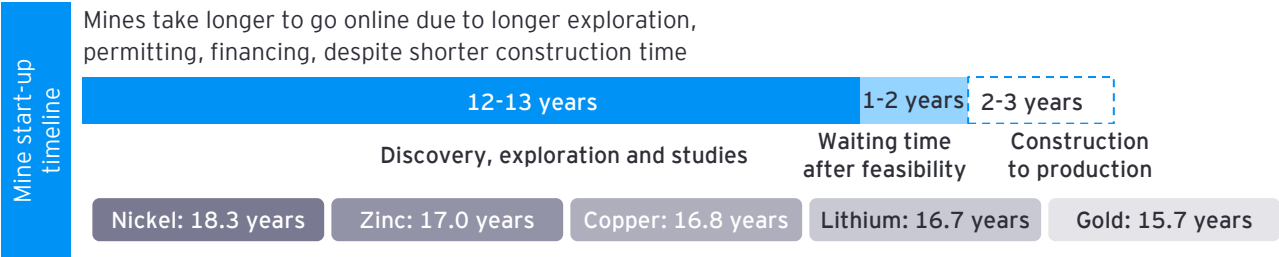 Mine start-up
timeline
Mines take longer to go online due to longer exploration,
permitting, financing, despite shorter construction time
12-13 years
1-2 years
2-3 years
Discovery, exploration and studies
Waiting time
after feasibility
Construction
to production
Nickel: 18.3 years
Zinc: 17.0 years
Copper: 16.8 years
Lithium: 16.7 years
Gold: 15.7 years